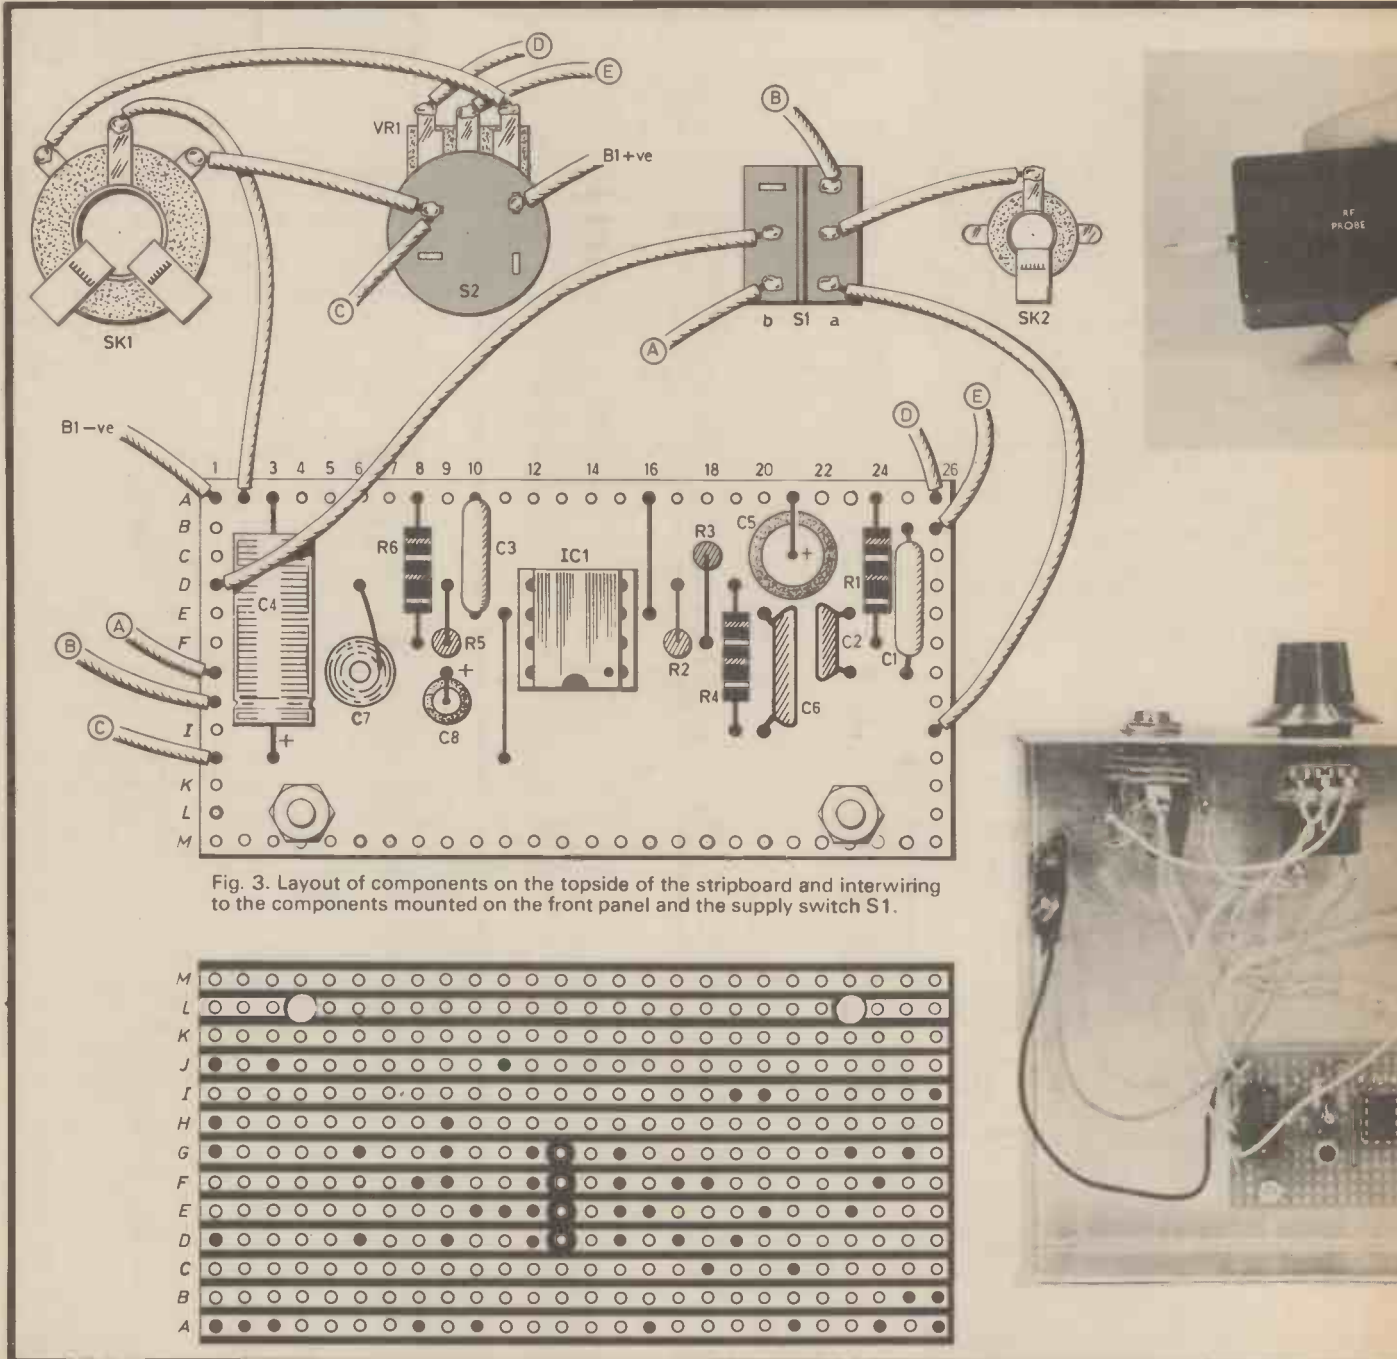 D
E
B
VR1
B1+ve
RF
PROBE
S2
C
SK1
b S1 a
A
SK2
E
D
B1–ve
1 3 4 5 6 7 8 9 10 12 14 16 18 20 22 24 26
A
B
C
D
E
F
I
K
L
M
A
B
C
R6
C3
IC1
R3
C5
+
R1
C4
R5
+
R2
C2
C1
R4
C7
C8
C6
+
Fig. 3. Layout of components on the topside of the stripboard and interwiring
to the components mounted on the front panel and the supply switch S1.
M
L
K
J
I
H
G
F
E
D
C
B
A